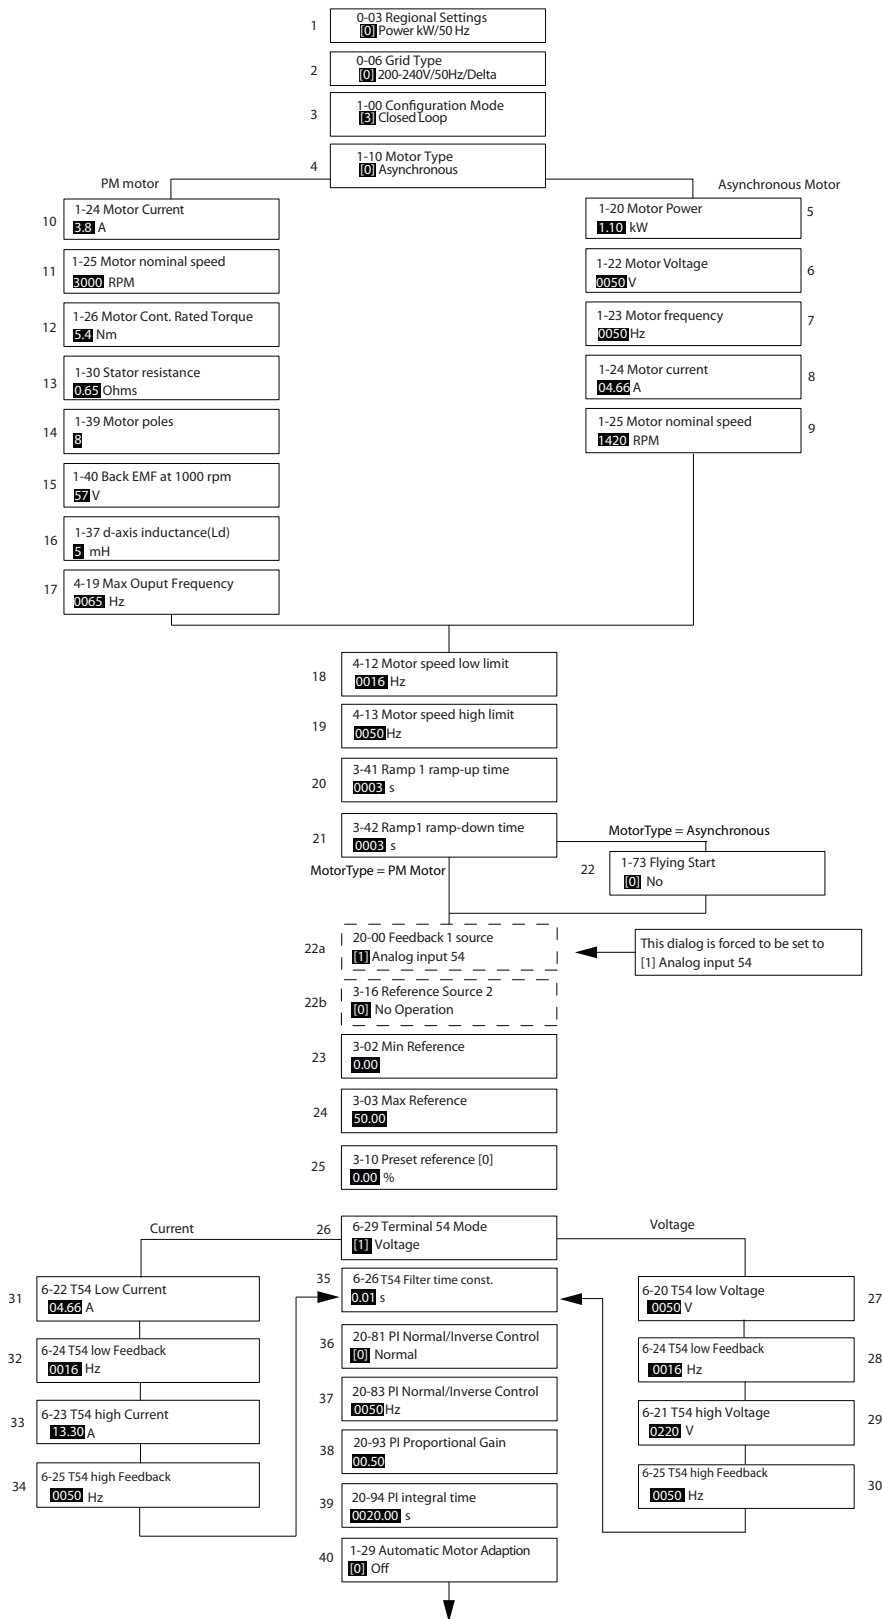 1
0-03 Regional Settings
[0] Power kW/50 Hz
2
0-06 Grid Type
[0] 200-240V/50Hz/Delta
3
1-00 Configuration Mode
[3] Closed Loop
4
1-10 Motor Type
[0] Asynchronous
PM motor
Asynchronous Motor
10
1-24 Motor Current
3.8 A
11
1-25 Motor nominal speed
3000 RPM
12
1-26 Motor Cont. Rated Torque
5.4 Nm
13
1-30 Stator resistance
0.65 Ohms
14
1-39 Motor poles
8
15
1-40 Back EMF at 1000 rpm
57 V
16
1-37 d-axis inductance(Ld)
5 mH
17
4-19 Max Ouput Frequency
0065 Hz
1-20 Motor Power
1.10 kW
5
1-22 Motor Voltage
0050 V
6
1-23 Motor frequency
0050 Hz
7
1-24 Motor current
04.66 A
8
1-25 Motor nominal speed
1420 RPM
9
18
4-12 Motor speed low limit
0016 Hz
19
4-13 Motor speed high limit
0050 Hz
20
3-41 Ramp 1 ramp-up time
0003 s
21
3-42 Ramp1 ramp-down time
0003 s
MotorType = Asynchronous
22
1-73 Flying Start
[0] No
MotorType = PM Motor
22a
20-00 Feedback 1 source
[1] Analog input 54
This dialog is forced to be set to
[1] Analog input 54
22b
3-16 Reference Source 2
[0] No Operation
23
3-02 Min Reference
0.00
24
3-03 Max Reference
50.00
25
3-10 Preset reference [0]
0.00 %
Current
26
6-29 Terminal 54 Mode
[1] Voltage
Voltage
31
6-22 T54 Low Current
04.66 A
32
6-24 T54 low Feedback
0016 Hz
33
6-23 T54 high Current
13.30 A
34
6-25 T54 high Feedback
0050 Hz
35
6-26 T54 Filter time const.
0.01 s
36
20-81 PI Normal/Inverse Control
[0] Normal
37
20-83 PI Normal/Inverse Control
0050 Hz
38
20-93 PI Proportional Gain
00.50
39
20-94 PI integral time
0020.00 s
40
1-29 Automatic Motor Adaption
[0] Off
6-20 T54 low Voltage
0050 V
27
6-24 T54 low Feedback
0016 Hz
28
6-21 T54 high Voltage
0220 V
29
6-25 T54 high Feedback
0050 Hz
30